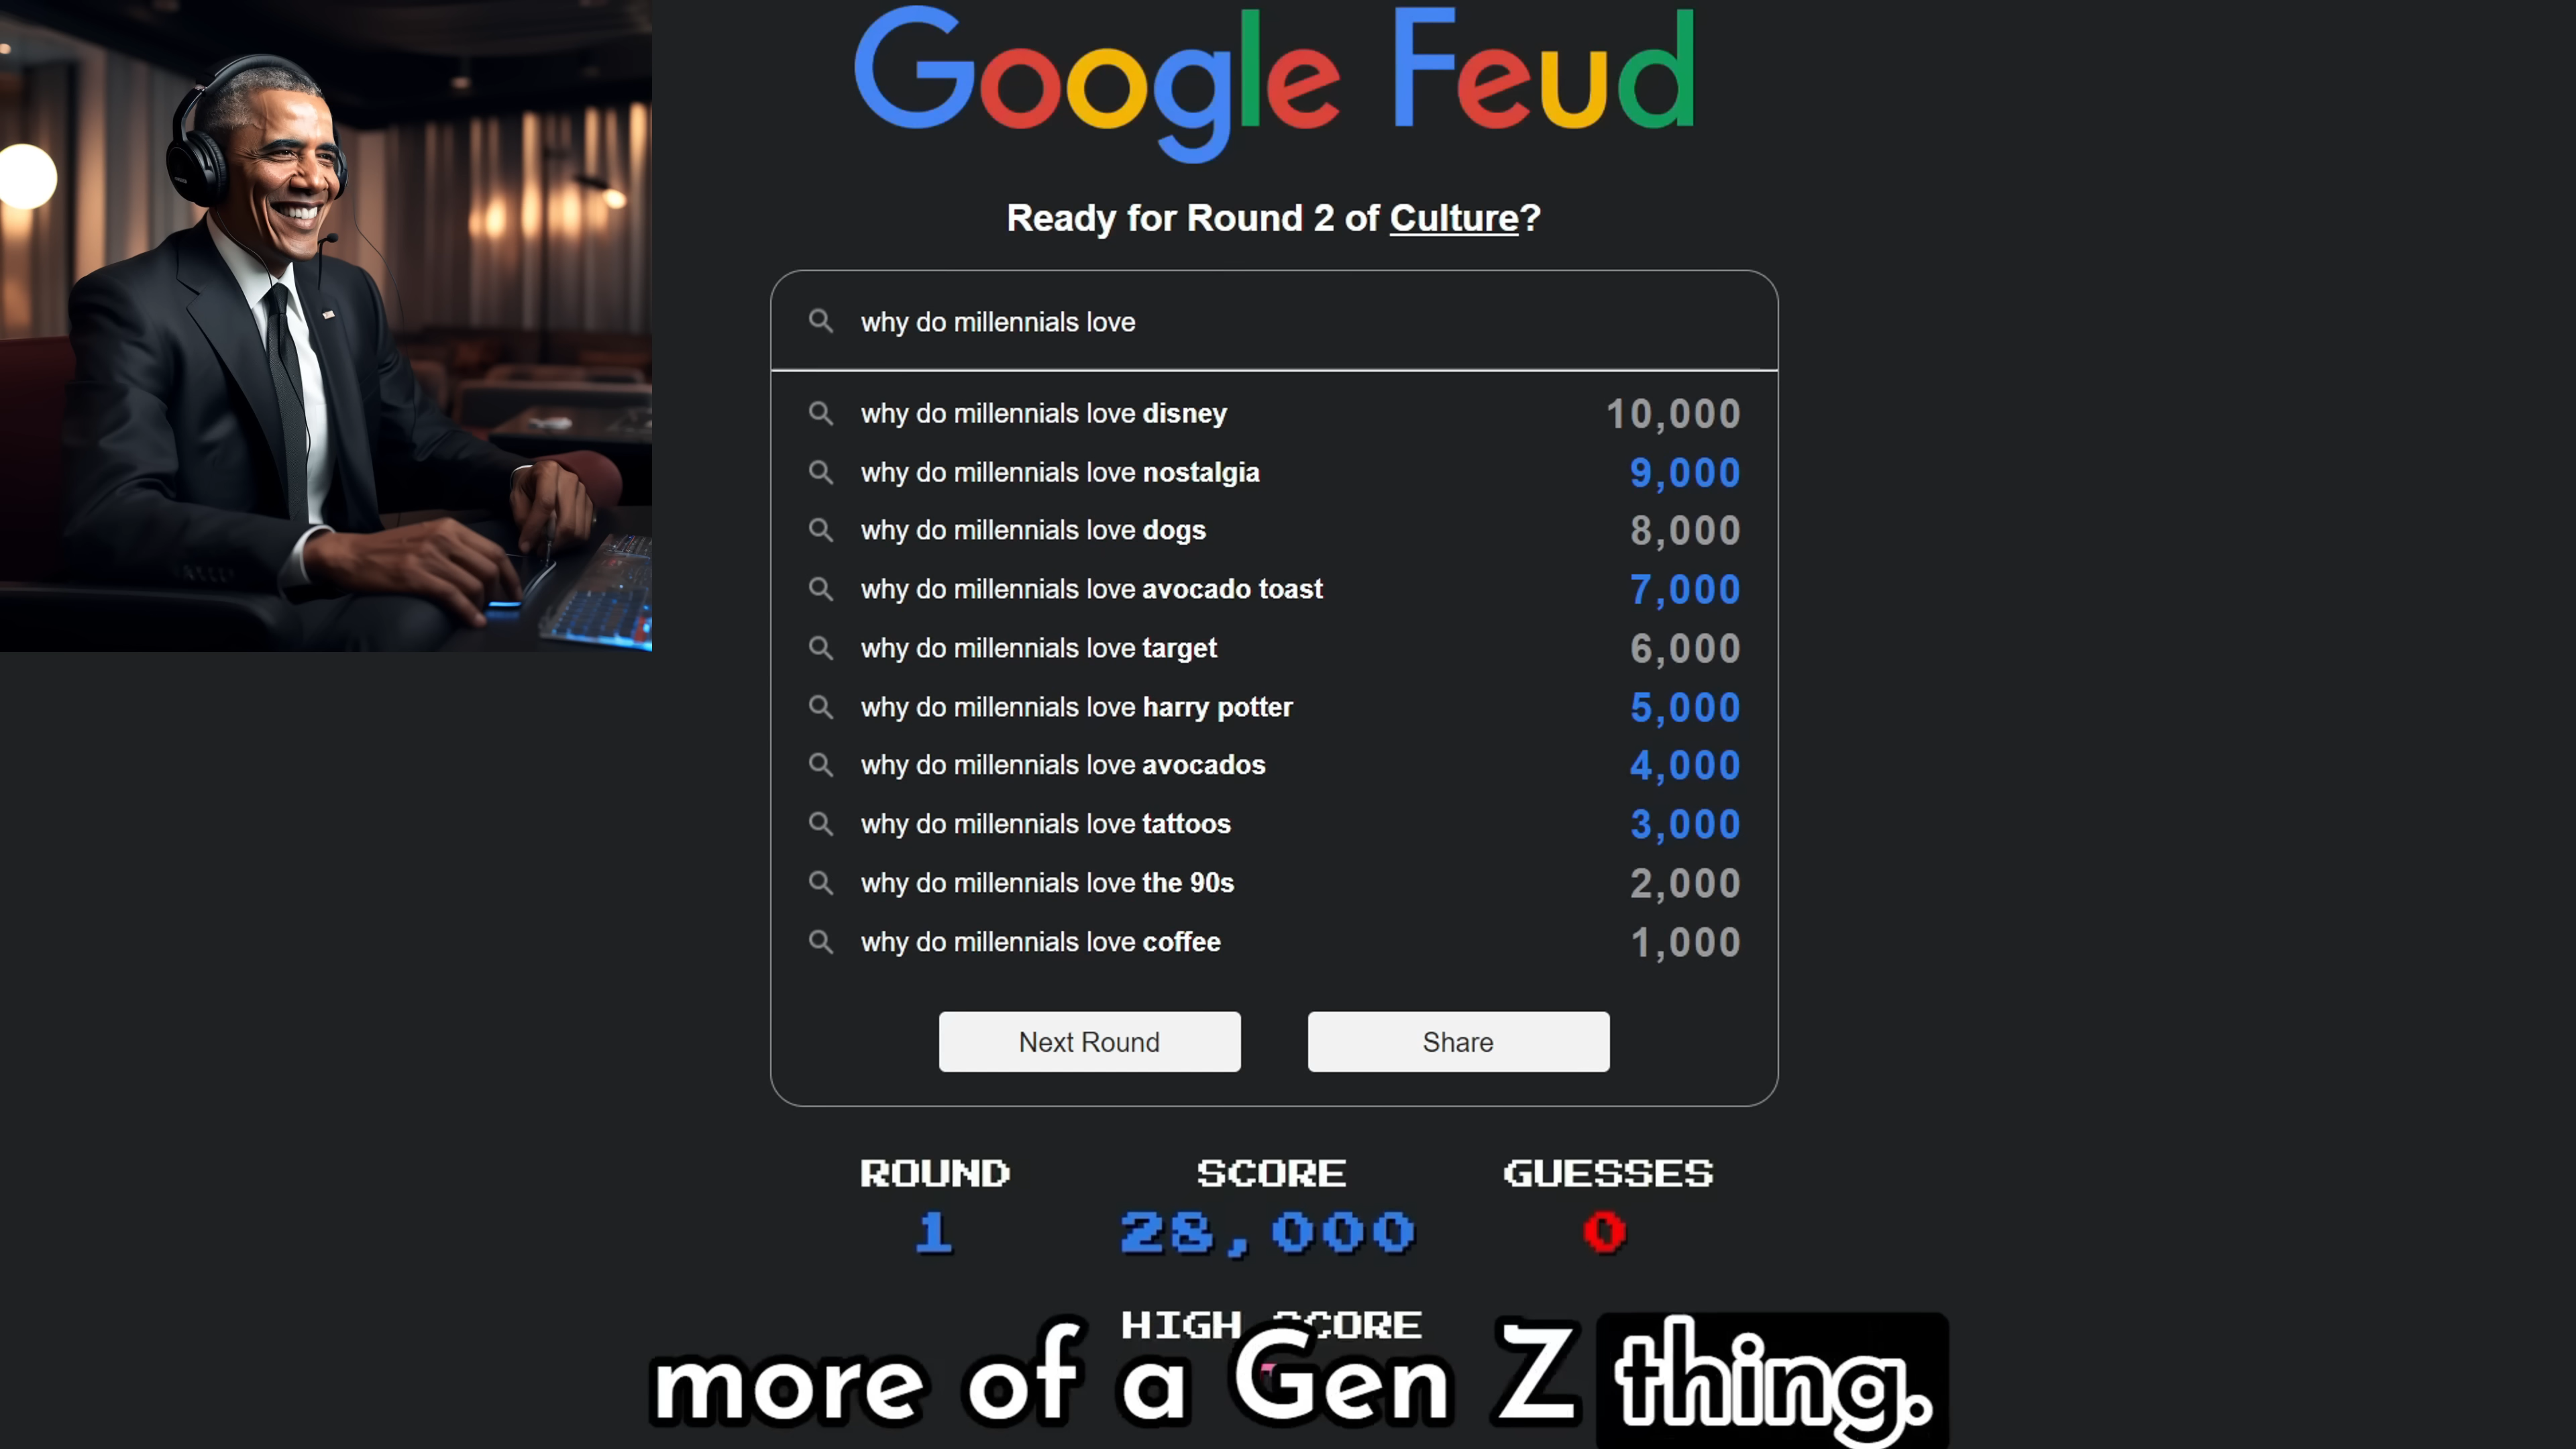 Google Feud
Ready for Round 2 of Culture?
why do millennials love
why do millennials love disney 10,000
why do millennials love nostalgia 9,000
why do millennials love dogs 8,000
why do millennials love avocado toast 7,000
why do millennials love target 6,000
why do millennials love harry potter 5,000
why do millennials love avocados 4,000
why do millennials love tattoos 3,000
why do millennials love the 90s 2,000
why do millennials love coffee 1,000
Next Round Share
ROUND SCORE GUESSES
1 28,000 0
HIGH SCORE
more of a Gen Z thing.